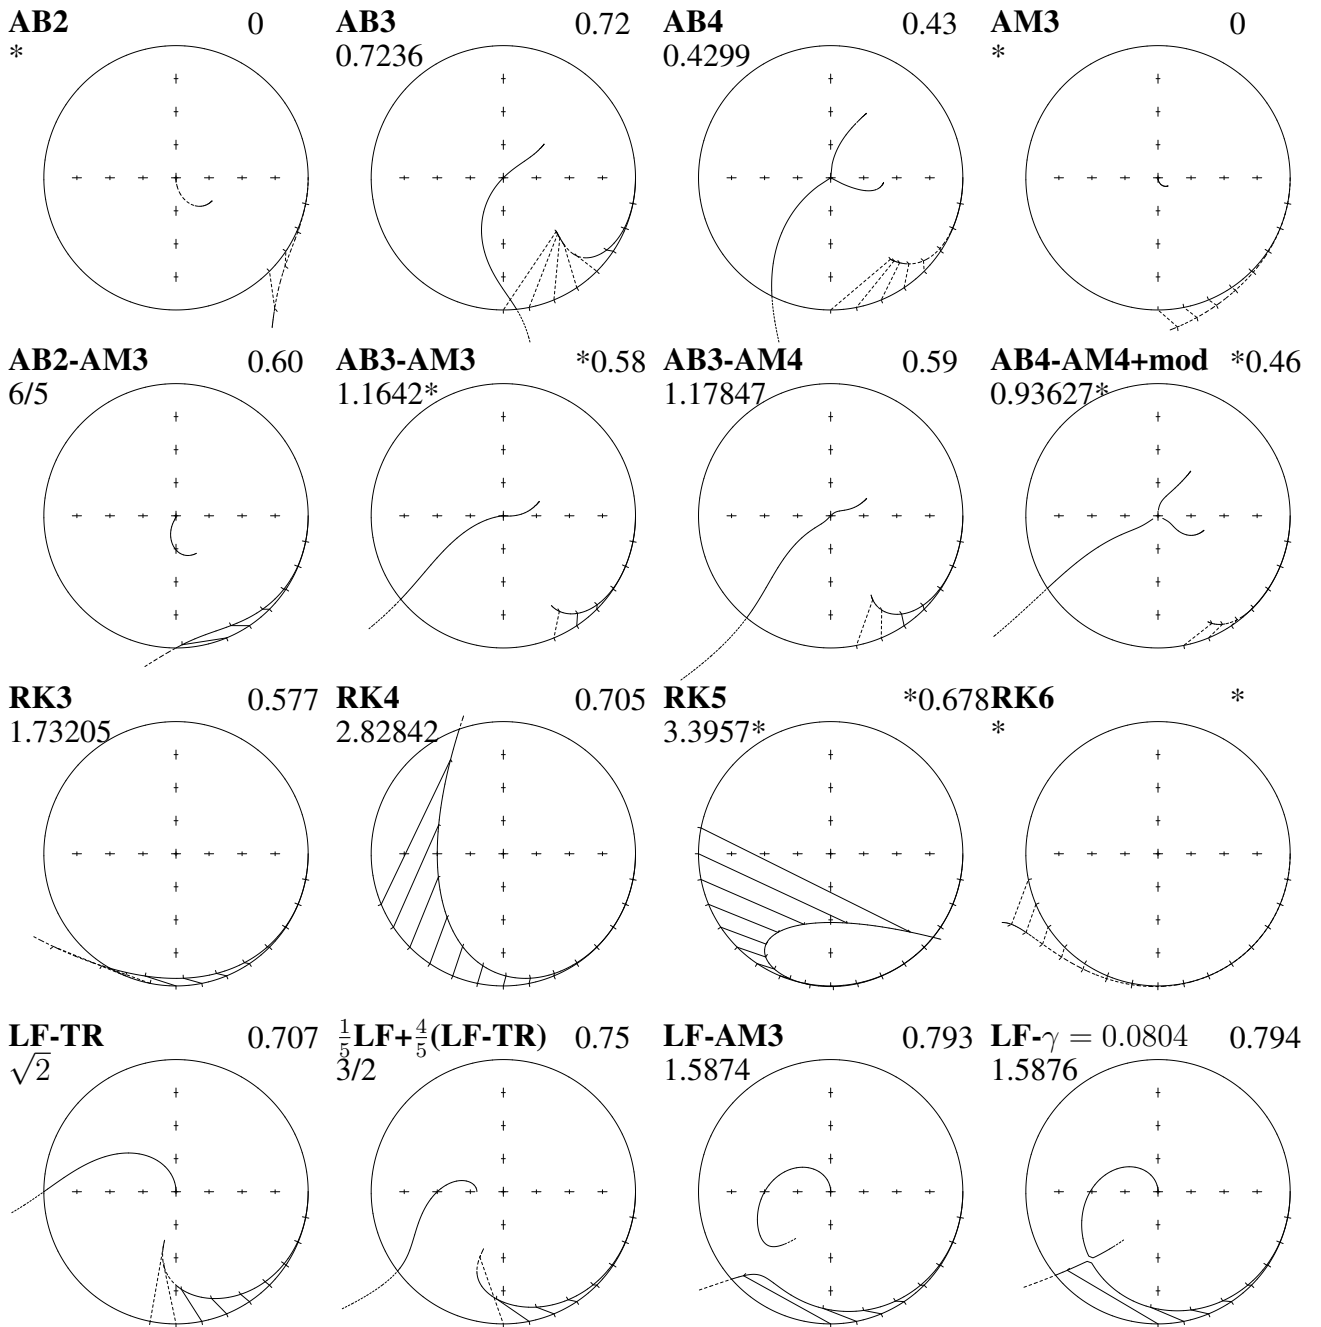 AB2 0
*
AB3 0.72
0.7236
AB4 0.43
0.4299
AM3 0
*
AB2-AM3 0.60
6/5
AB3-AM3 *0.58
1.1642*
AB3-AM4 0.59
1.17847
AB4-AM4+mod *0.46
0.93627*
RK3 0.577
1.73205
RK4 0.705
2.82842
RK5 *0.678
3.3957*
RK6 *
*
LF-TR 0.707
√2
1/5LF+4/5(LF-TR) 0.75
3/2
LF-AM3 0.793
1.5874
LF-γ = 0.0804 0.794
1.5876